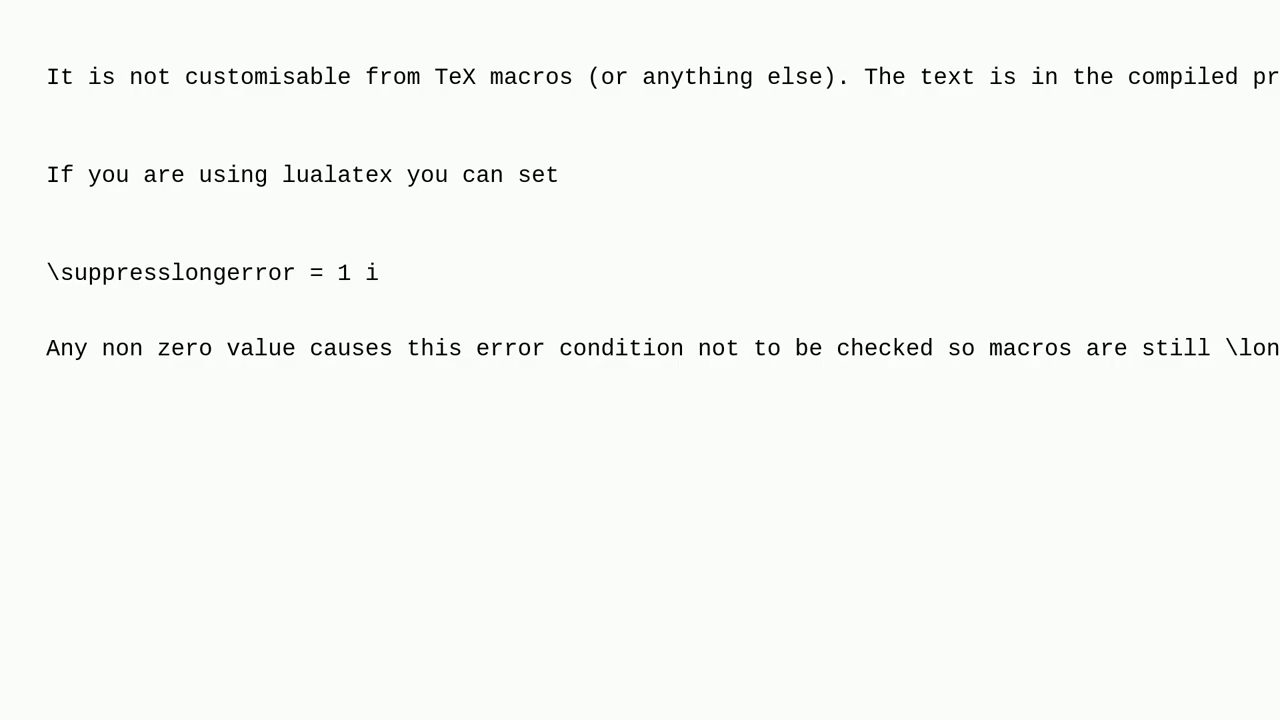 It is not customisable from TeX macros (or anything else). The text is in the compiled
If you are using lualatex you can set
\suppresslongerror = 1 i
Any non zero value causes this error condition not to be checked so macros are still